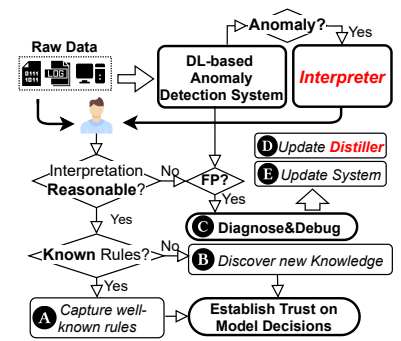 Anomaly?
Yes
Raw Data
0111
1011
LOG
DL-based
Anomaly
Detection System
Interpreter
Interpretation
Reasonable?
No
FP?
Yes
Yes
D Update Distiller
E Update System
C Diagnose&Debug
Known Rules?
No
B Discover new Knowledge
Yes
A Capture well-
known rules
Establish Trust on
Model Decisions